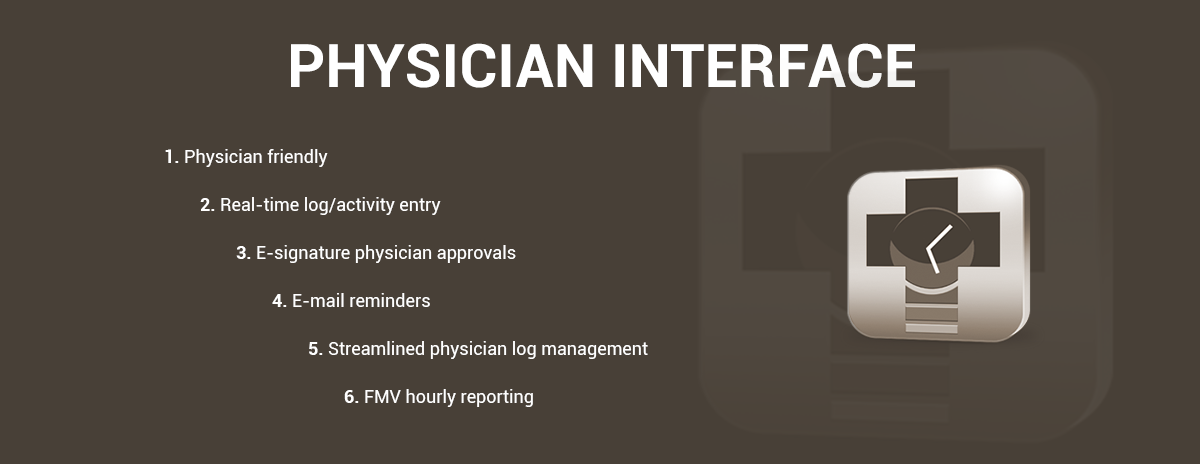 PHYSICIAN INTERFACE
1. Physician friendly
2. Real-time log/activity entry
3. E-signature physician approvals
4. E-mail reminders
5. Streamlined physician log management
6. FMV hourly reporting